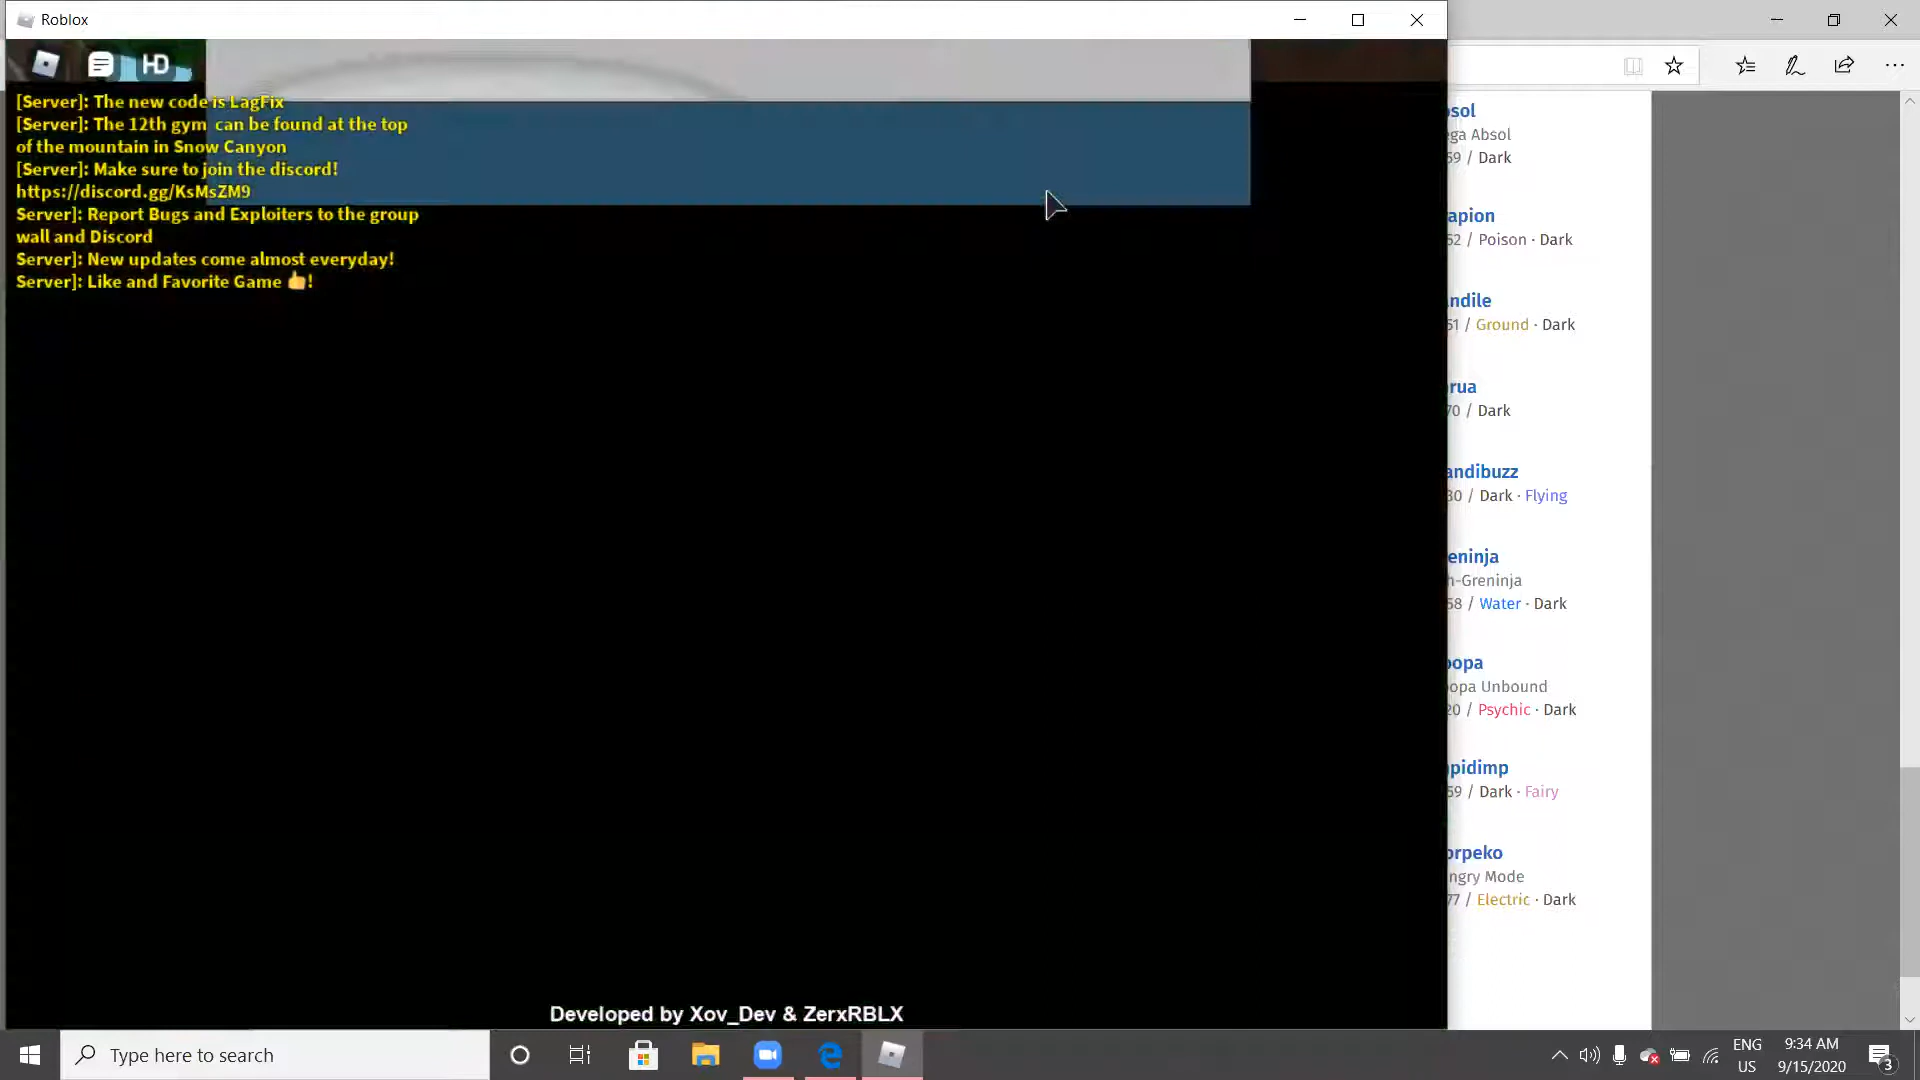 Roblox
HD
[Server]: The new code is LagFix
[Server]: The 12th gym can be found at the top
of the mountain in Snow Canyon
[Server]: Make sure to join the discord!
https://discord.gg/KsMsZM9
Server]: Report Bugs and Exploiters to the group
wall and Discord
Server]: New updates come almost everyday!
Server]: Like and Favorite Game 👍!
Developed by Xov_Dev & ZerxRBLX
sol
ga Absol
59 / Dark
apion
52 / Poison · Dark
ndile
51 / Ground · Dark
rua
70 / Dark
andibuzz
30 / Dark · Flying
eninja
h-Greninja
58 / Water · Dark
opa
opa Unbound
20 / Psychic · Dark
pidimp
59 / Dark · Fairy
orpeko
ngry Mode
77 / Electric · Dark
Type here to search
ENG
US
9:34 AM
9/15/2020
3